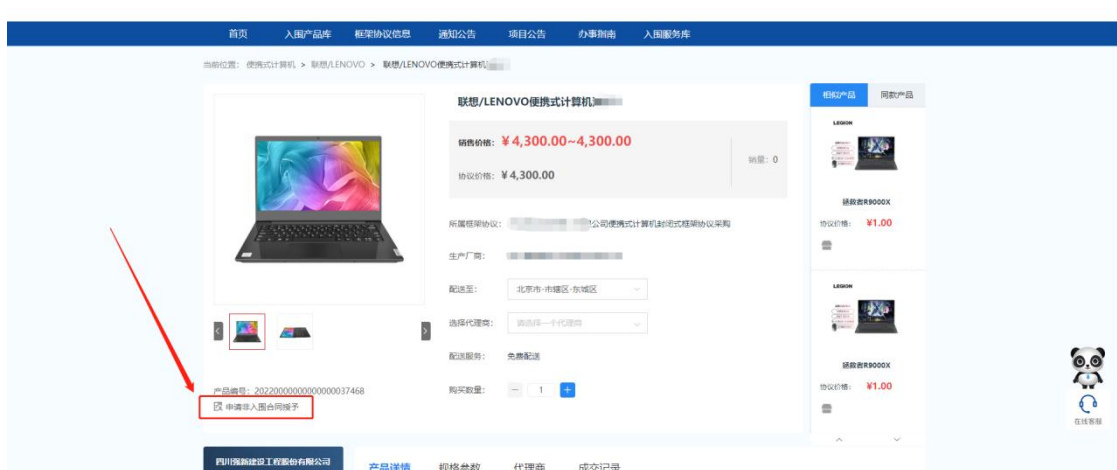 首页 入围产品库 框架协议信息 通知公告 项目公告 办事指南 入围服务库
当前位置: 便携式计算机 > 联想/LENOVO > 联想/LENOVO便携式计算机
联想/LENOVO便携式计算机
销售价格: ¥4,300.00~4,300.00
协议价格: ¥4,300.00
销量: 0
所属框架协议: 公司便携式计算机封闭式框架协议采购
生产厂商:
配送至: 北京市-市辖区-东城区
选择代理商: 请选择一个代理商
配送服务: 免费配送
购买数量: － 1 +
产品编号: 2022000000000000037468
申请非入围合同授予
相似产品 同款产品
LEGION
拯救者R9000X
协议价格: ¥1.00
LEGION
拯救者R9000X
协议价格: ¥1.00
在线客服
四川强新建设工程股份有限公司
产品详情 规格参数 代理商 成交记录